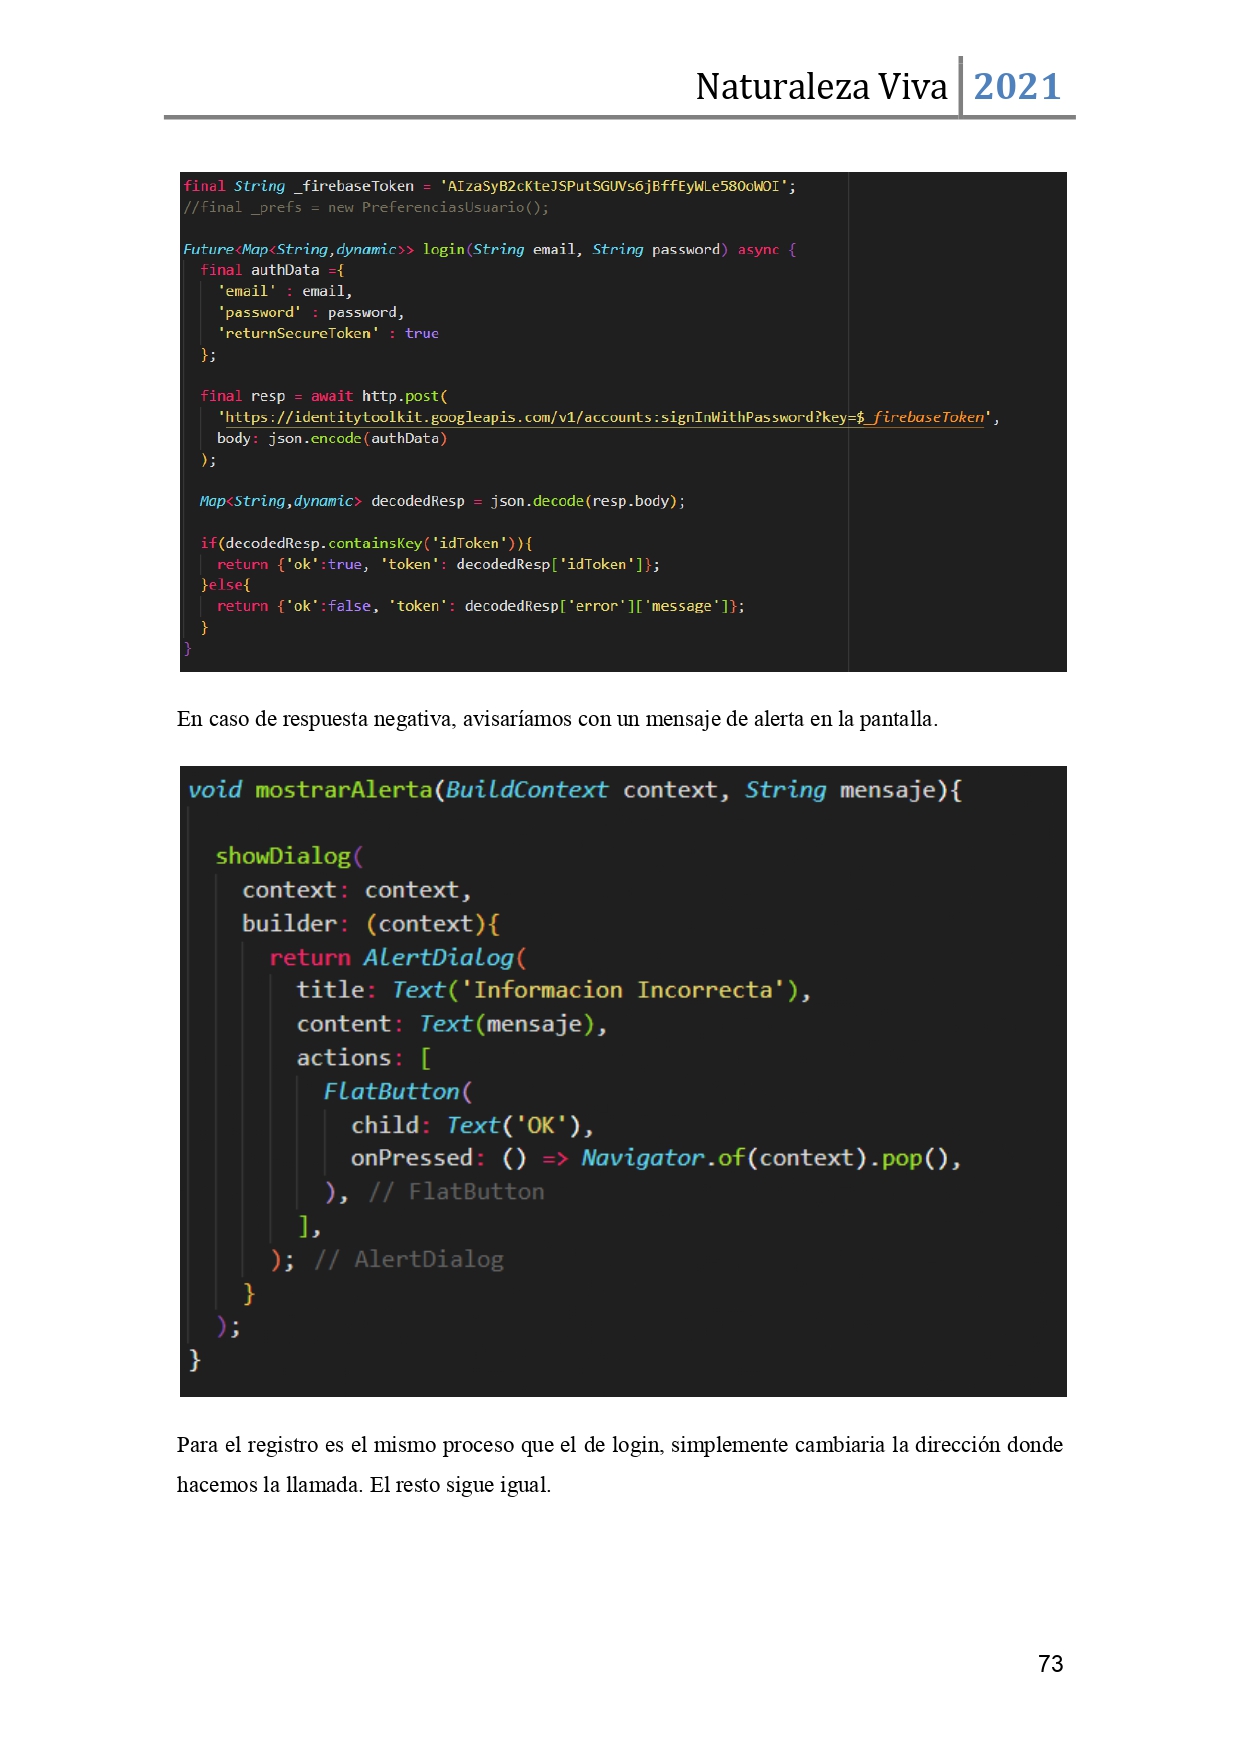 Naturaleza Viva 2021
final String _firebaseToken = 'AIzaSyB2cKteJSPutSGUVs6jBffEyWLe58OoWOI';
//final _prefs = new PreferenciasUsuario();
Future<Map<String,dynamic>> login(String email, String password) async {
final authData ={
'email' : email,
'password' : password,
'returnSecureToken' : true
};
final resp = await http.post(
'https://identitytoolkit.googleapis.com/v1/accounts:signInWithPassword?key=$_firebaseToken',
body: json.encode(authData)
);
Map<String,dynamic> decodedResp = json.decode(resp.body);
if(decodedResp.containsKey('idToken')){
return {'ok':true, 'token': decodedResp['idToken']};
}else{
return {'ok':false, 'token': decodedResp['error']['message']};
}
}
En caso de respuesta negativa, avisaríamos con un mensaje de alerta en la pantalla.
void mostrarAlerta(BuildContext context, String mensaje){
showDialog(
context: context,
builder: (context){
return AlertDialog(
title: Text('Informacion Incorrecta'),
content: Text(mensaje),
actions: [
FlatButton(
child: Text('OK'),
onPressed: () => Navigator.of(context).pop(),
), // FlatButton
],
); // AlertDialog
}
);
}
Para el registro es el mismo proceso que el de login, simplemente cambiaria la dirección donde
hacemos la llamada. El resto sigue igual.
73